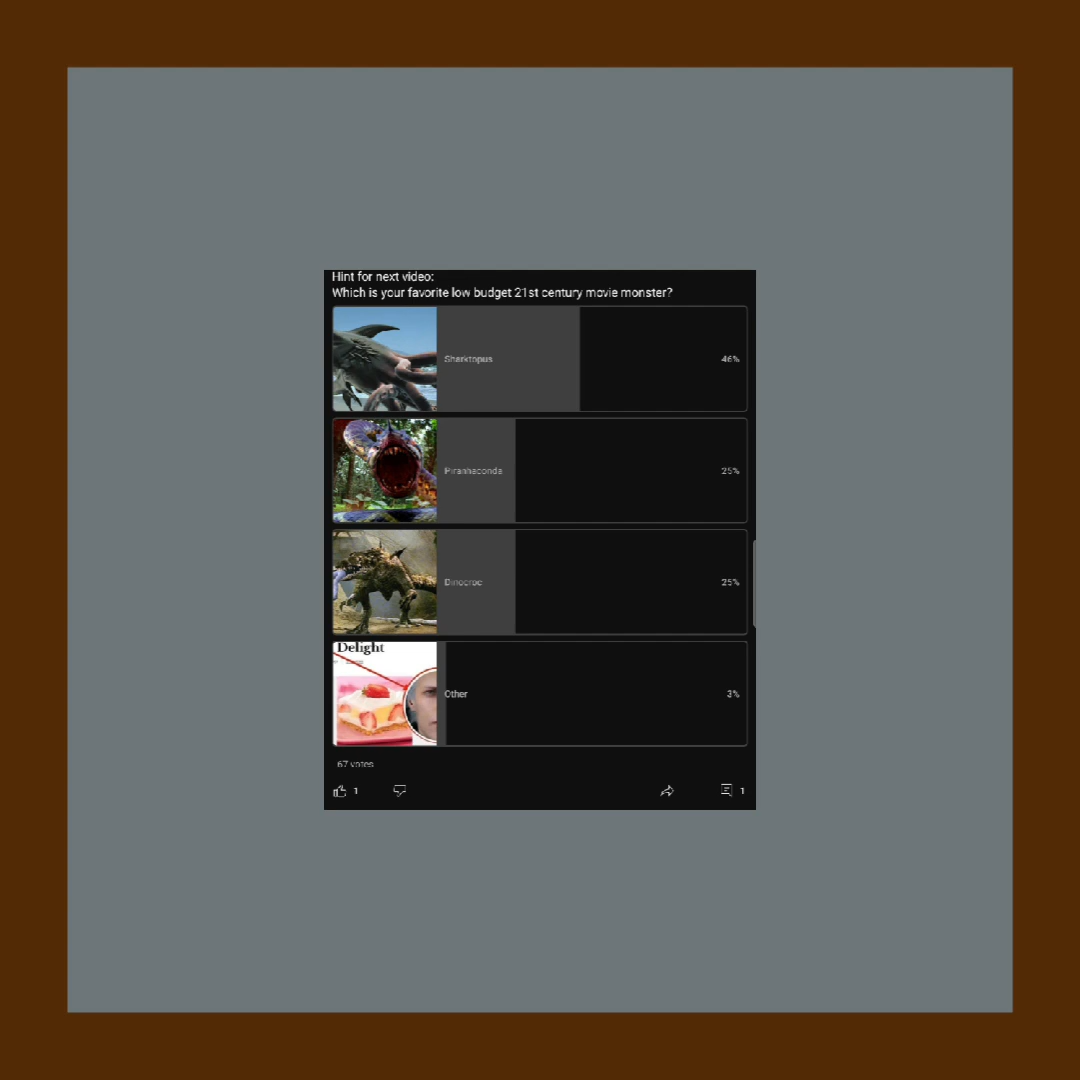 Hint for next video:
Which is your favorite low budget 21st century movie monster?
Sharktopus
46%
Piranhaconda
25%
Dinocroc
25%
Delight
Other
3%
67 votes
1
1